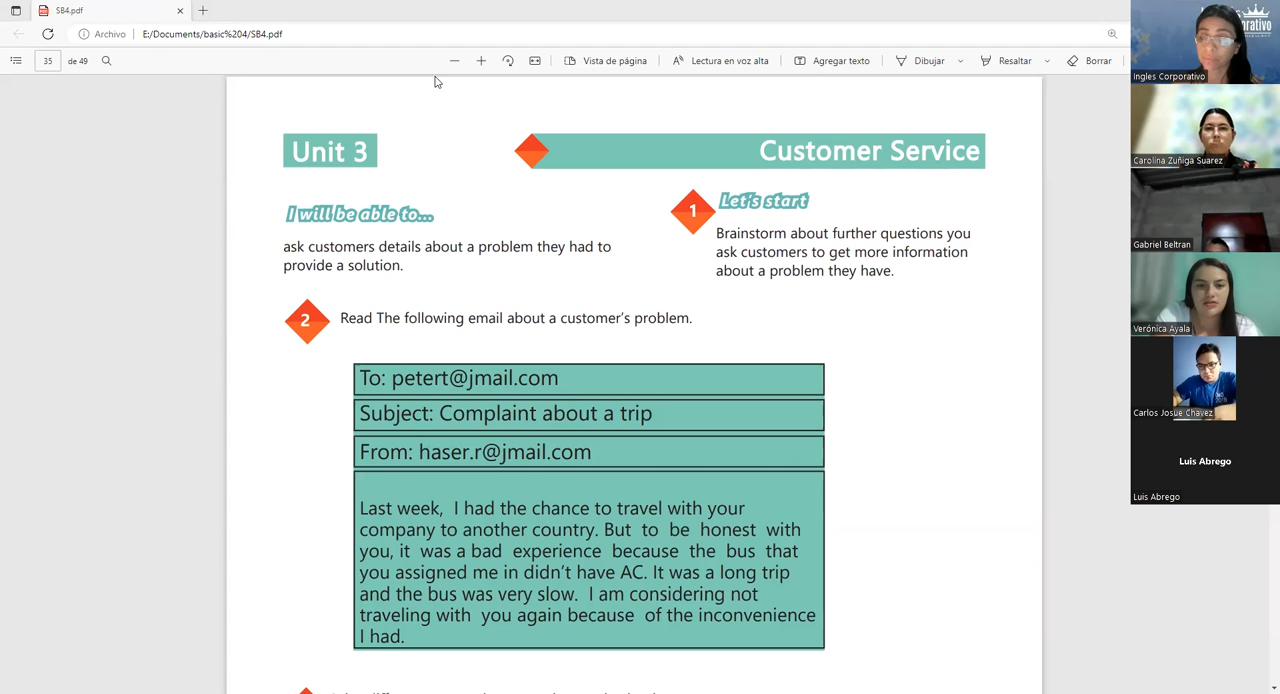 SB4.pdf
Archivo
E:/Documents/basic%204/SB4.pdf
35
de 49
Vista de página
Lectura en voz alta
Agregar texto
Dibujar
Resaltar
Borrar
Unit 3
Customer Service
I will be able to...
ask customers details about a problem they had to
provide a solution.
1
Let's start
Brainstorm about further questions you
ask customers to get more information
about a problem they have.
2
Read The following email about a customer's problem.
To: petert@jmail.com
Subject: Complaint about a trip
From: haser.r@jmail.com
Last week, I had the chance to travel with your
company to another country. But to be honest with
you, it was a bad experience because the bus that
you assigned me in didn't have AC. It was a long trip
and the bus was very slow. I am considering not
traveling with you again because of the inconvenience
I had.
Ingles Corporativo
Carolina Zuñiga Suarez
Gabriel Beltran
Verónica Ayala
Carlos Josue Chavez
Luis Abrego
Luis Abrego